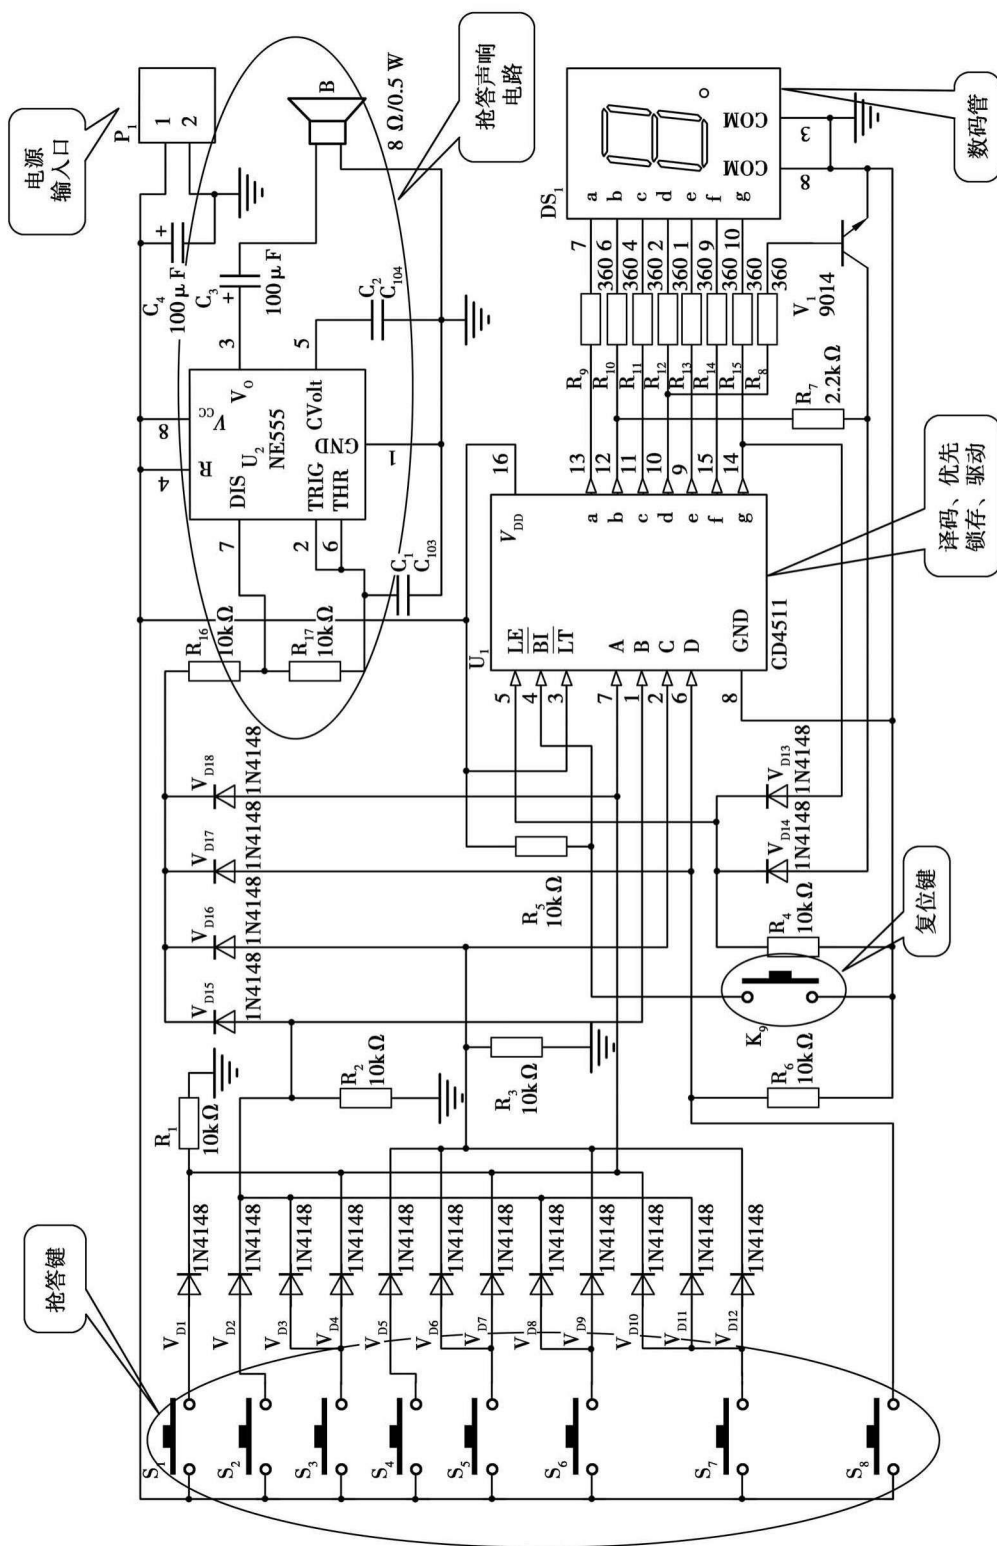 抢答键
S1
S2
S3
S4
S5
S6
S7
S8
VD1
1N4148
VD2
1N4148
VD3
1N4148
VD4
1N4148
VD5
1N4148
VD6
1N4148
VD7
1N4148
VD8
1N4148
VD9
1N4148
VD10
1N4148
VD11
1N4148
VD12
1N4148
R1
10kΩ
R2
10kΩ
R3
10kΩ
R6
10kΩ
K9
复位键
R4
10kΩ
VD14
1N4148
VD13
1N4148
R5
10kΩ
VD15
1N4148
VD16
1N4148
VD17
1N4148
VD18
1N4148
R16
10kΩ
R17
10kΩ
C1
C103
7
2
6
DIS
TRIG
THR
4
R
8
VCC
U2
NE555
VO
CVolt
GND
3
5
1
C4
100μF
+
C3
100μF
+
C2
C104
电源
输入口
P1
1
2
B
8 Ω/0.5 W
抢答声响
电路
U1
5
4
3
7
1
2
6
8
LE
BI
LT
A
B
C
D
GND
CD4511
VDD
16
a
b
c
d
e
f
g
13
12
11
10
9
15
14
译码、优先
锁存、驱动
R9
R10
R11
R12
R13
R14
R15
R8
360
360
360
360
360
360
360
360
7
6
4
2
1
9
10
R7
2.2kΩ
V1
9014
DS1
a
b
c
d
e
f
g
COM
COM
8
3
数码管